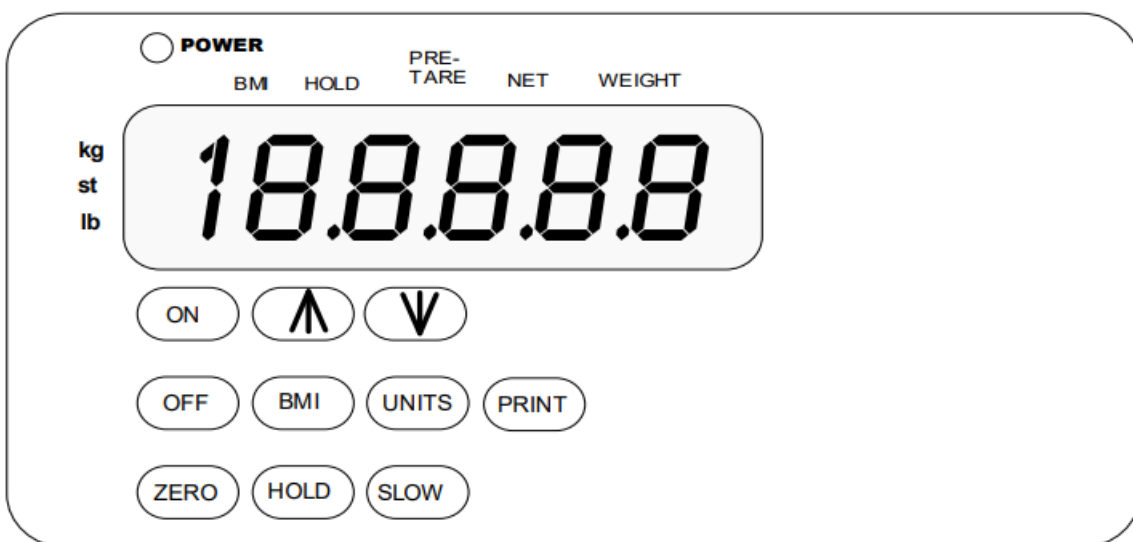 POWER
BMI HOLD PRE-TARE NET WEIGHT
kg
st
lb
18.8.8.8.8
ON
OFF BMI UNITS PRINT
ZERO HOLD SLOW